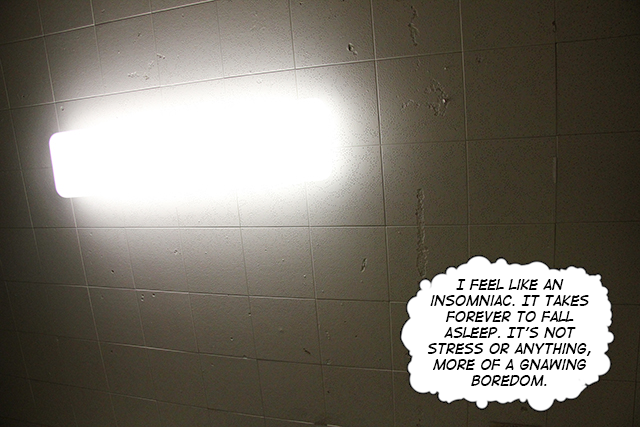 I FEEL LIKE AN
INSOMNIAC. IT TAKES
FOREVER TO FALL
ASLEEP. IT'S NOT
STRESS OR ANYTHING,
MORE OF A GNAWING
BOREDOM.